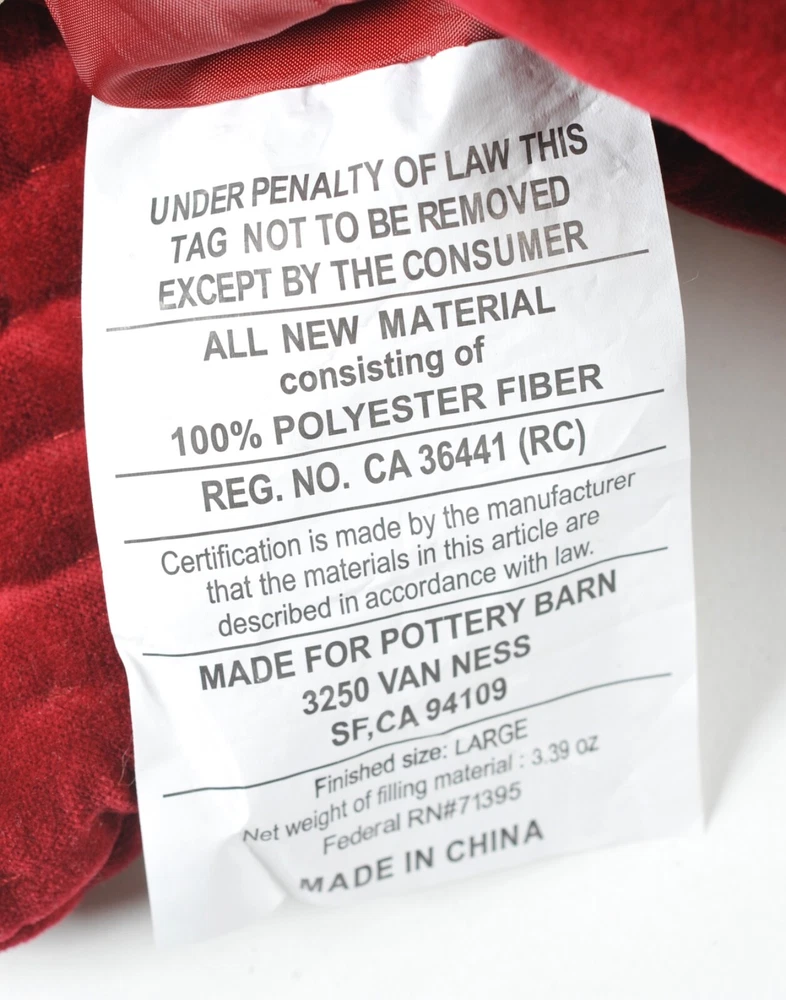 UNDER PENALTY OF LAW THIS
TAG NOT TO BE REMOVED
EXCEPT BY THE CONSUMER
ALL NEW MATERIAL
consisting of
100% POLYESTER FIBER
REG. NO. CA 36441 (RC)
Certification is made by the manufacturer
that the materials in this article are
described in accordance with law.
MADE FOR POTTERY BARN
3250 VAN NESS
SF,CA 94109
Finished size: LARGE
Net weight of filling material : 3.39 oz
Federal RN#71395
MADE IN CHINA